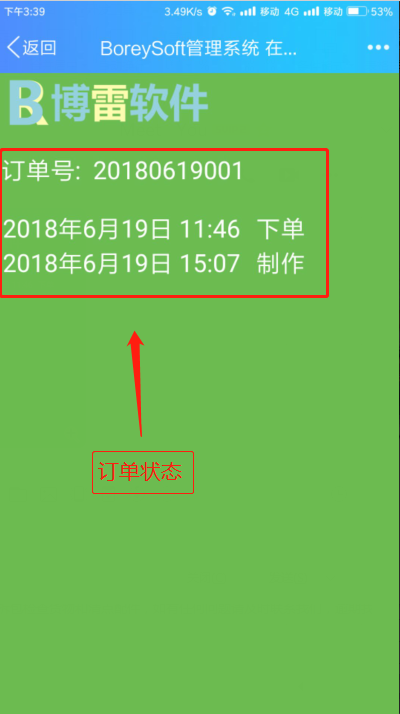 下午3:39 3.49K/s 移动 4G 移动 53%
返回 BoreySoft管理系统 在...
博雷软件
订单号: 20180619001
2018年6月19日 11:46 下单
2018年6月19日 15:07 制作
订单状态